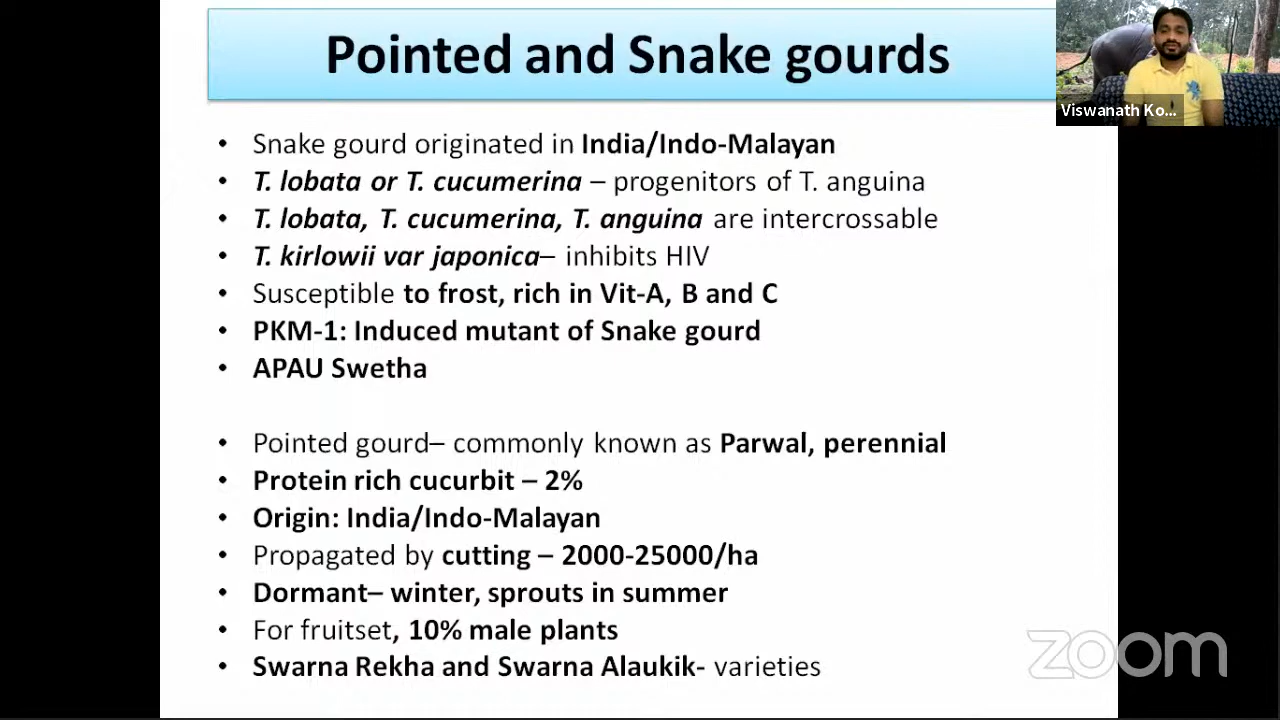 Pointed and Snake gourds
Viswanath Ko...
• Snake gourd originated in India/Indo-Malayan
• T. lobata or T. cucumerina – progenitors of T. anguina
• T. lobata, T. cucumerina, T. anguina are intercrossable
• T. kirlowii var japonica– inhibits HIV
• Susceptible to frost, rich in Vit-A, B and C
• PKM-1: Induced mutant of Snake gourd
• APAU Swetha
• Pointed gourd– commonly known as Parwal, perennial
• Protein rich cucurbit – 2%
• Origin: India/Indo-Malayan
• Propagated by cutting – 2000-25000/ha
• Dormant– winter, sprouts in summer
• For fruitset, 10% male plants
• Swarna Rekha and Swarna Alaukik- varieties
zoom